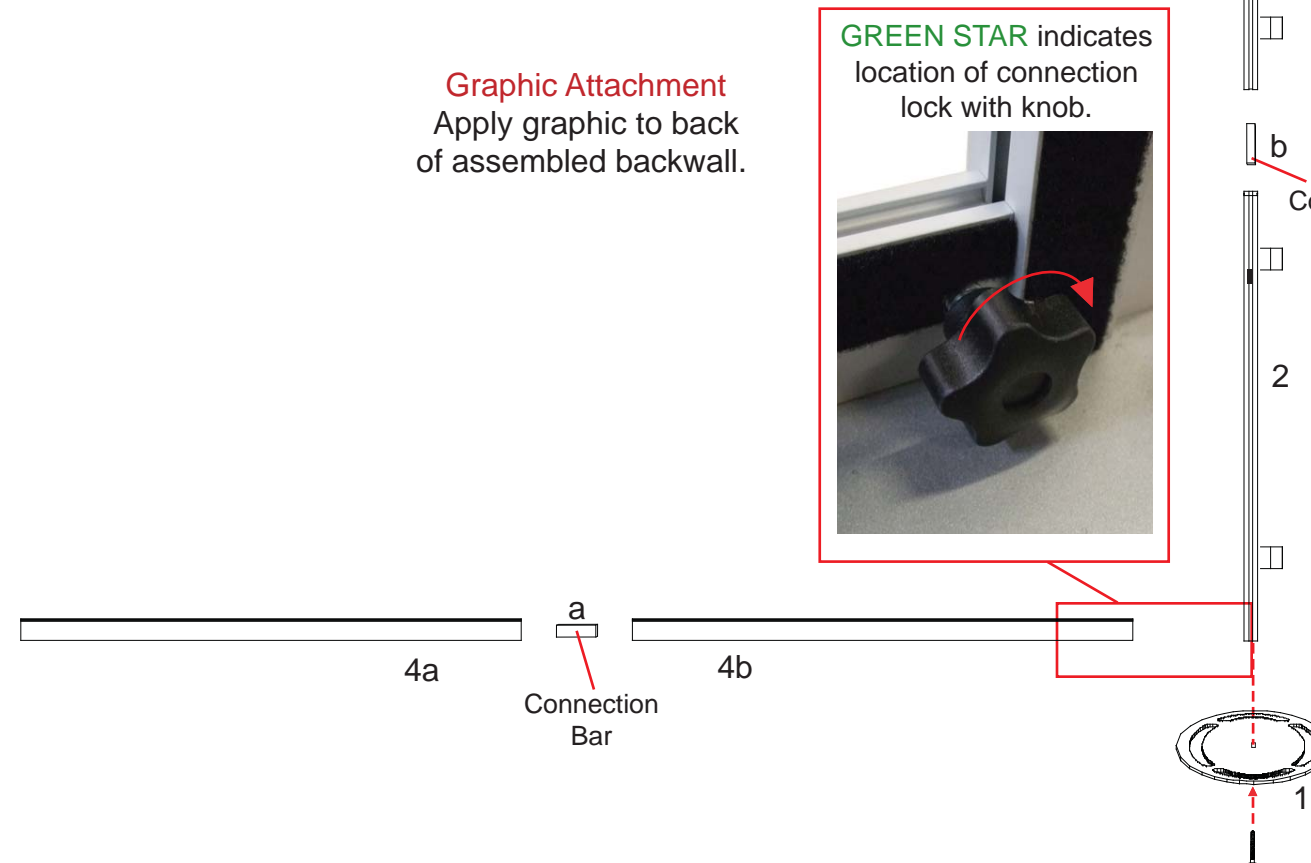 Graphic Attachment
Apply graphic to back
of assembled backwall.
GREEN STAR indicates
location of connection
lock with knob.
b
2
4a
a
4b
Connection
Bar
1